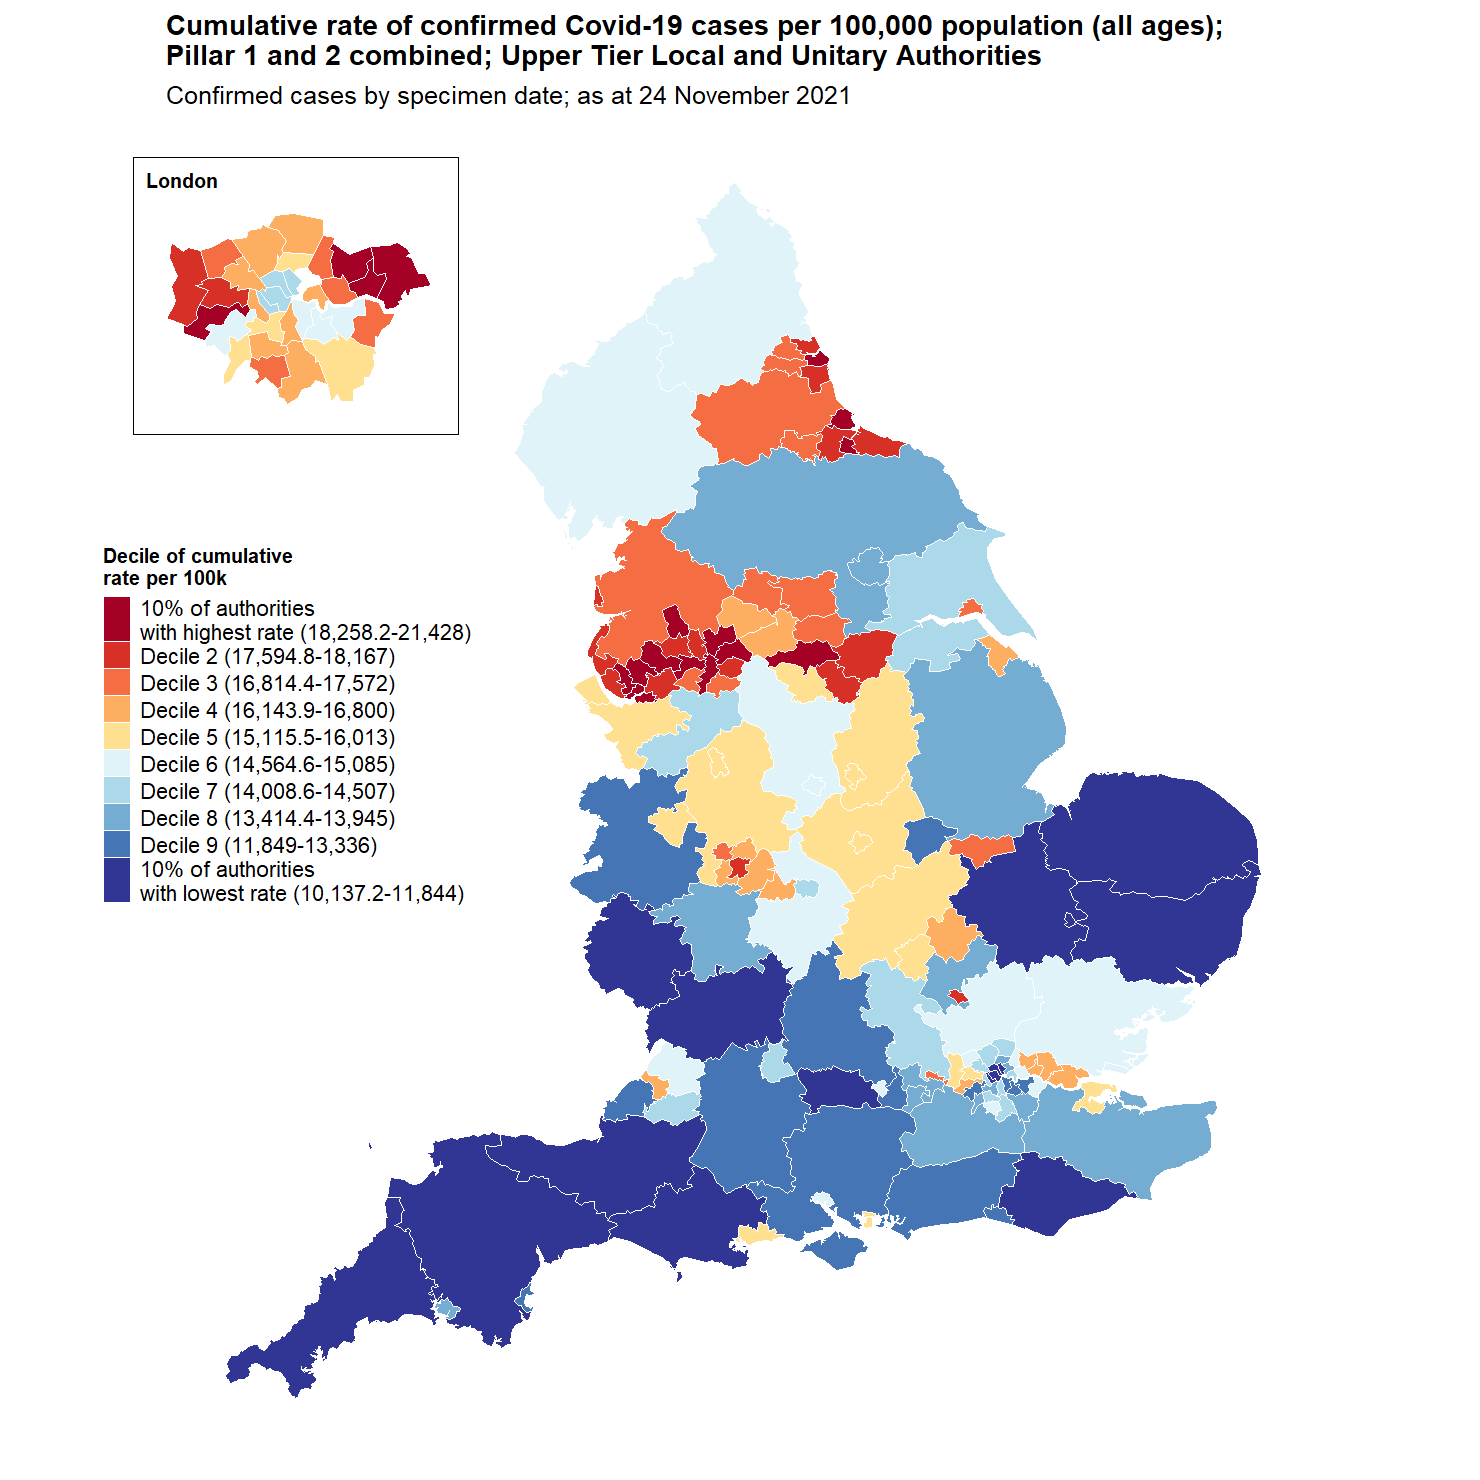 Cumulative rate of confirmed Covid-19 cases per 100,000 population (all ages);
Pillar 1 and 2 combined; Upper Tier Local and Unitary Authorities
Confirmed cases by specimen date; as at 24 November 2021
London
Decile of cumulative
rate per 100k
10% of authorities
with highest rate (18,258.2-21,428)
Decile 2 (17,594.8-18,167)
Decile 3 (16,814.4-17,572)
Decile 4 (16,143.9-16,800)
Decile 5 (15,115.5-16,013)
Decile 6 (14,564.6-15,085)
Decile 7 (14,008.6-14,507)
Decile 8 (13,414.4-13,945)
Decile 9 (11,849-13,336)
10% of authorities
with lowest rate (10,137.2-11,844)